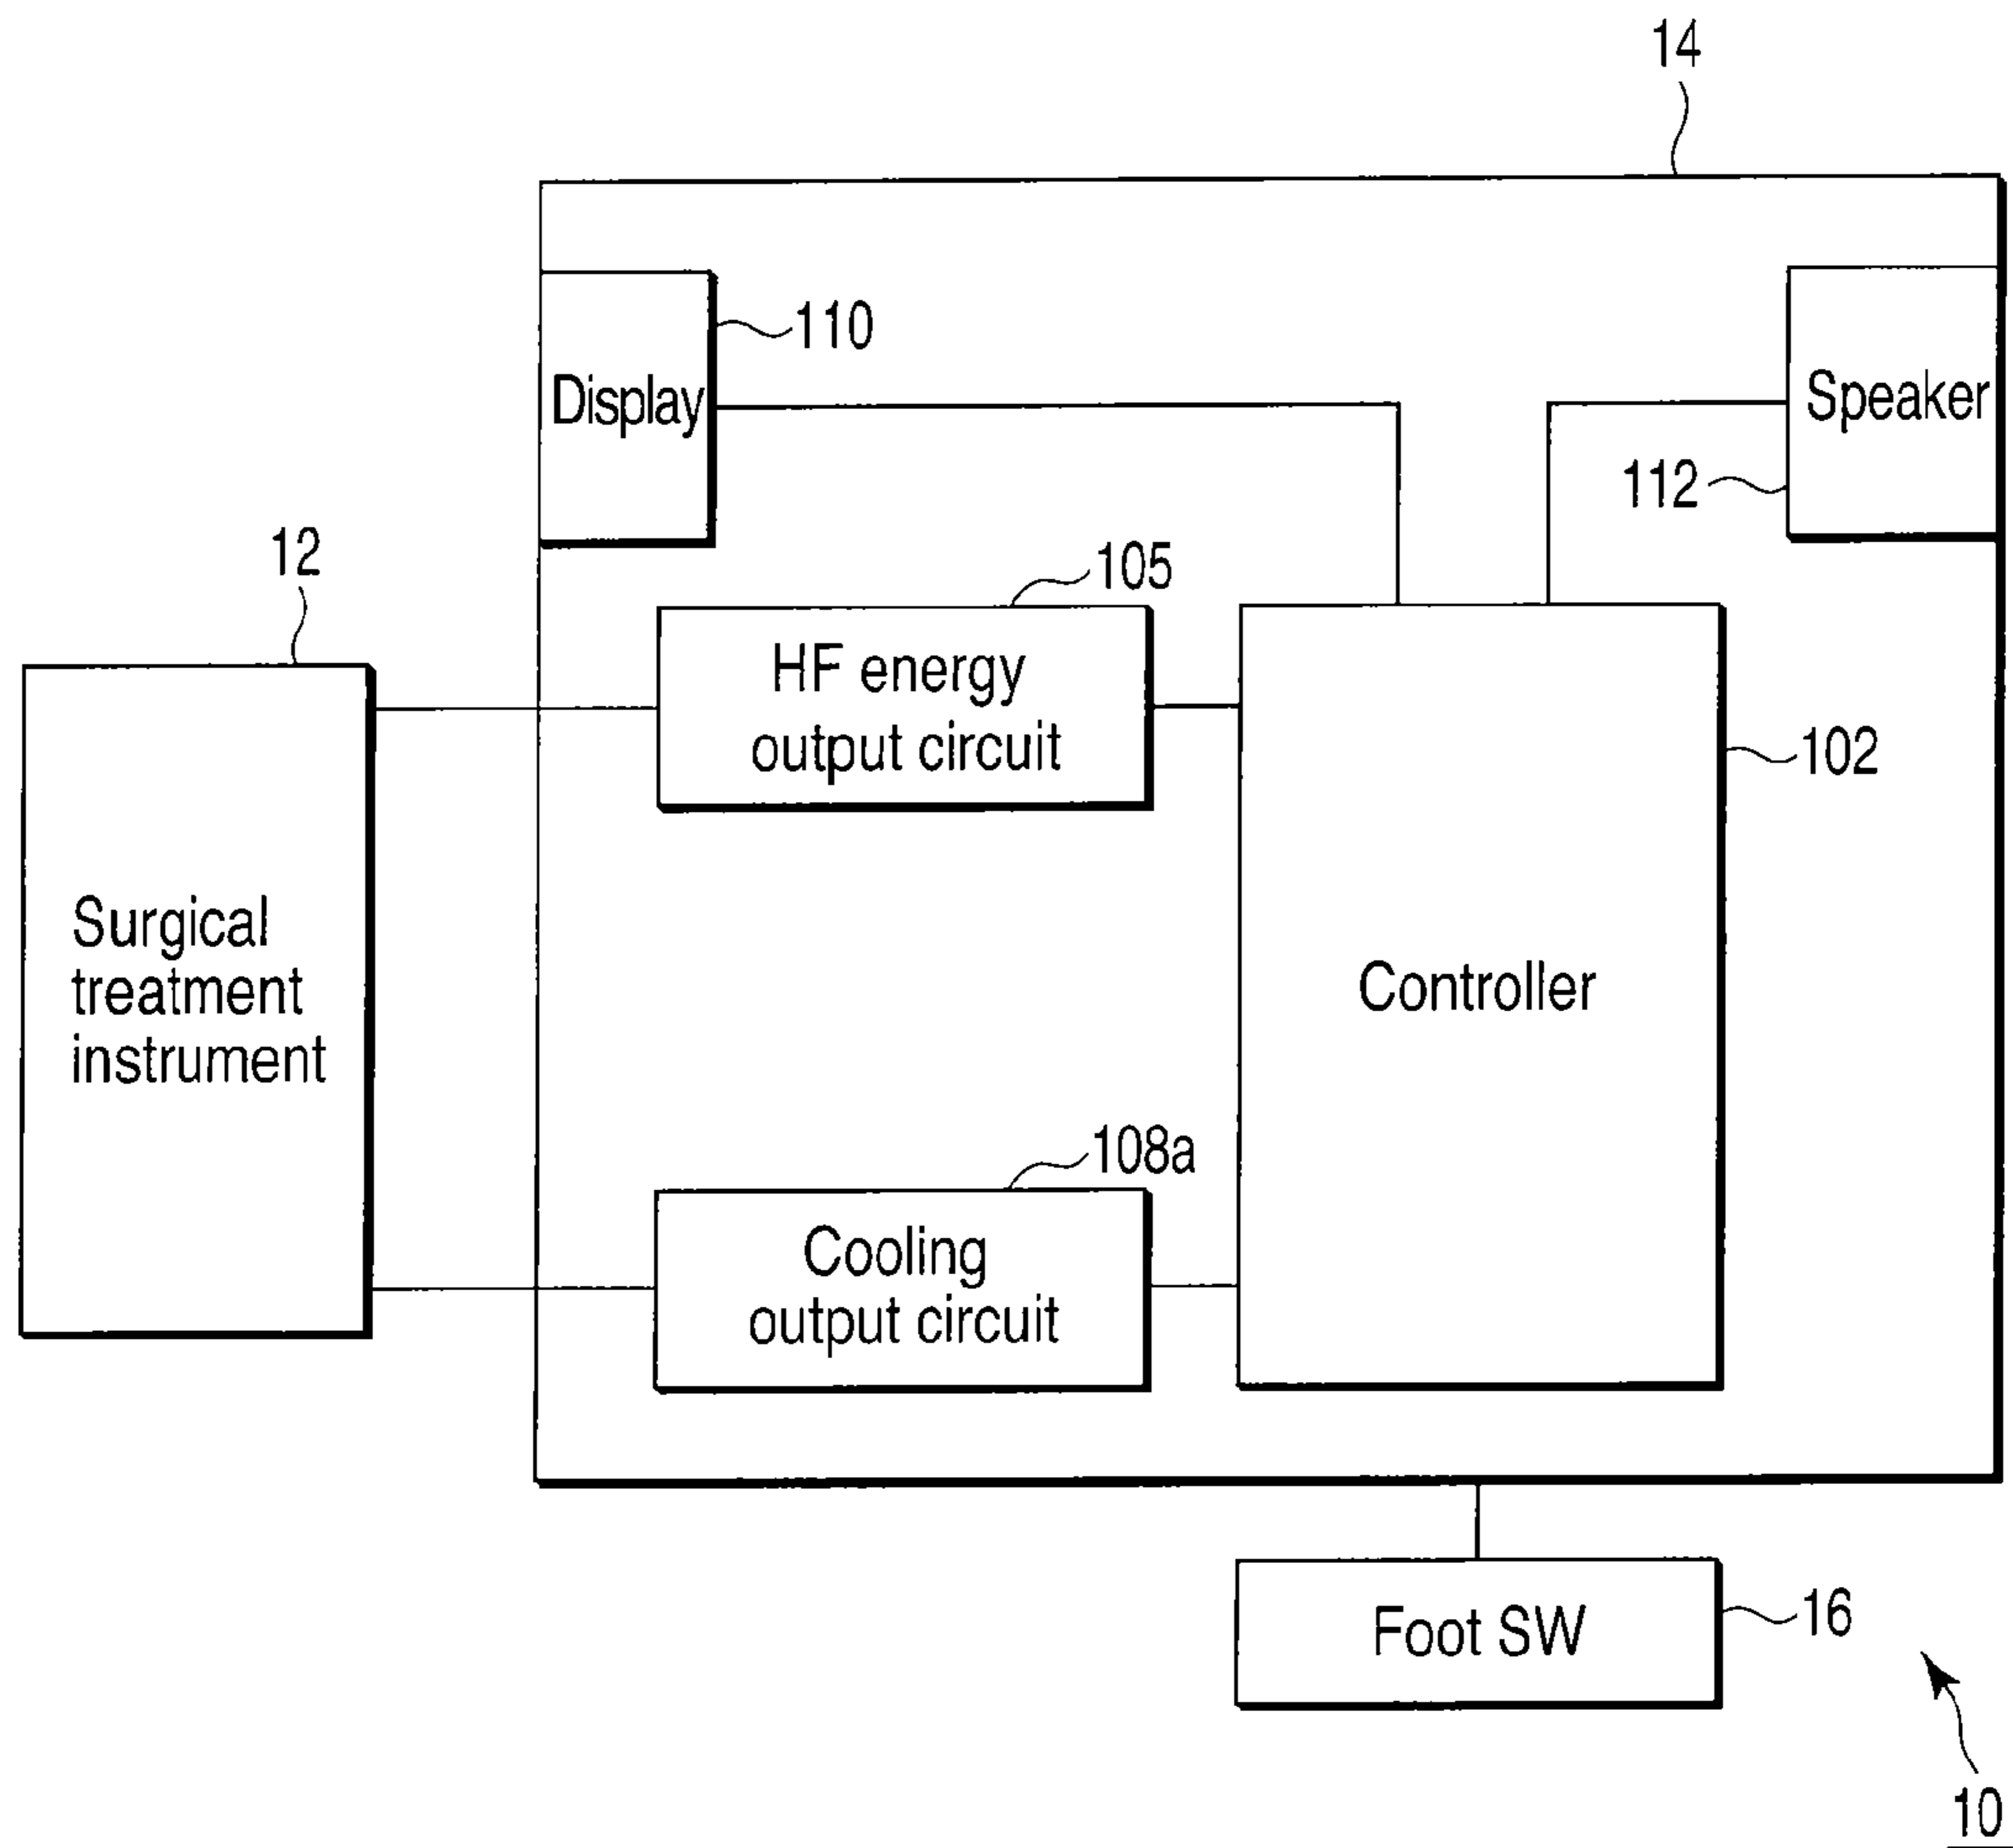 14
110
Display
Speaker
112
12
105
HF energy
output circuit
102
Surgical
treatment
instrument
Controller
108a
Cooling
output circuit
Foot SW
16
10